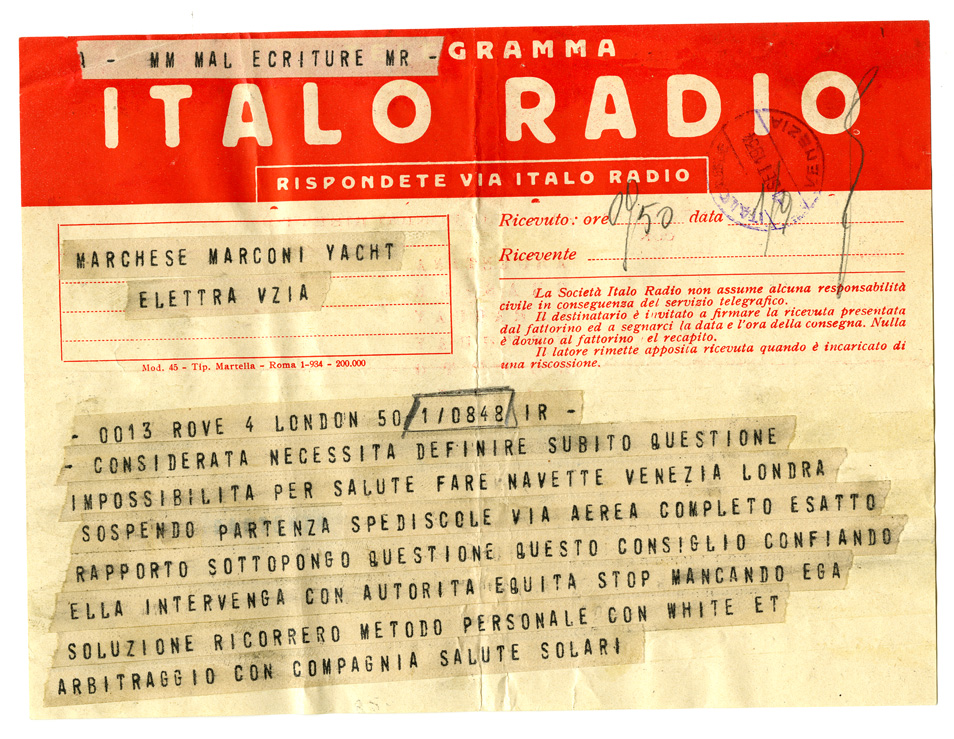 - MM MAL ECRITURE MR -
GRAMMA
ITALO RADIO
RISPONDETE VIA ITALO RADIO
VENEZIA
Ricevuto: ore 0950 data
Ricevente
MARCHESE MARCONI YACHT
ELETTRA VZIA
Mod. 45 - Tip. Martella - Roma 1-934 - 200.000
La Società Italo Radio non assume alcuna responsabilità
civile in conseguenza del servizio telegrafico.
Il destinatario è invitato a firmare la ricevuta presentata
dal fattorino ed a segnarci la data e l'ora della consegna. Nulla
è dovuto al fattorino el recapito.
Il latore rimette apposita ricevuta quando è incaricato di
una riscossione.
- 0013 ROVE 4 LONDON 50 1/0848 IR -
- CONSIDERATA NECESSITA DEFINIRE SUBITO QUESTIONE
IMPOSSIBILITA PER SALUTE FARE NAVETTE VENEZIA LONDRA
SOSPENDO PARTENZA SPEDISCOLE VIA AEREA COMPLETO ESATTO
RAPPORTO SOTTOPONGO QUESTIONE QUESTO CONSIGLIO CONFIANDO
ELLA INTERVENGA CON AUTORITA EQUITA STOP MANCANDO EGA
SOLUZIONE RICORRERO METODO PERSONALE CON WHITE ET
ARBITRAGGIO CON COMPAGNIA SALUTE SOLARI